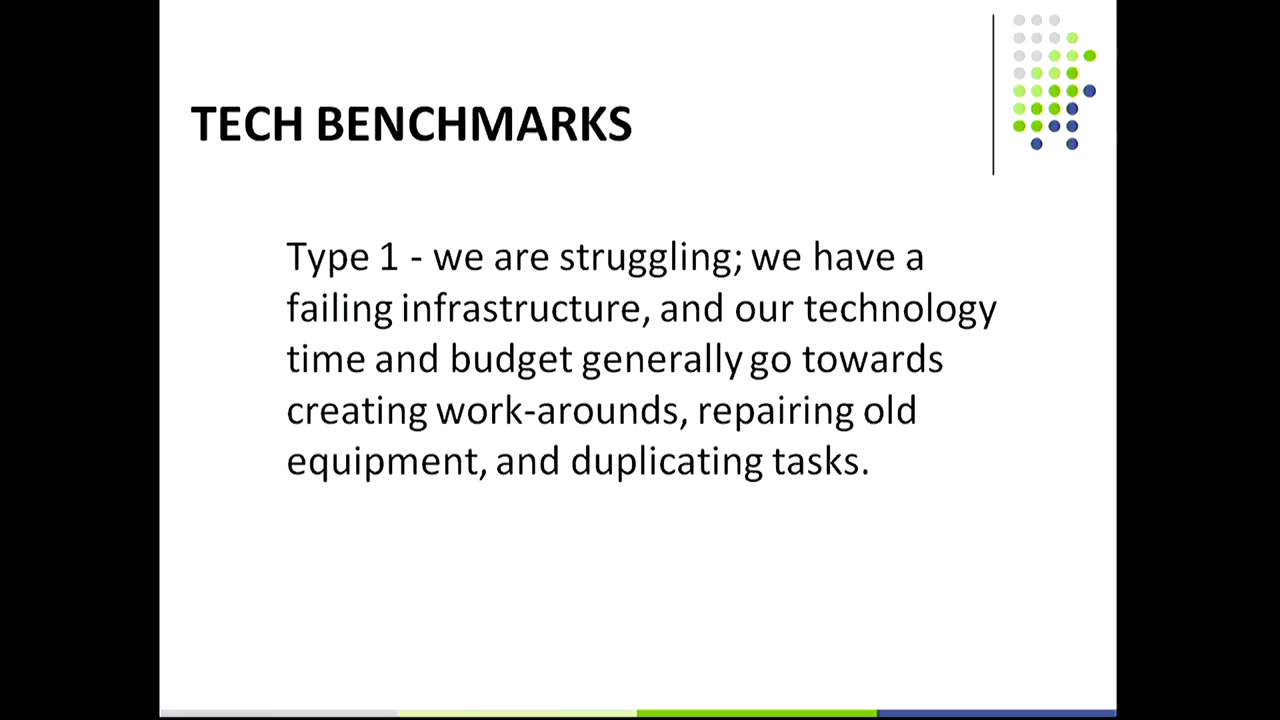 TECH BENCHMARKS
Type 1 - we are struggling; we have a
failing infrastructure, and our technology
time and budget generally go towards
creating work-arounds, repairing old
equipment, and duplicating tasks.